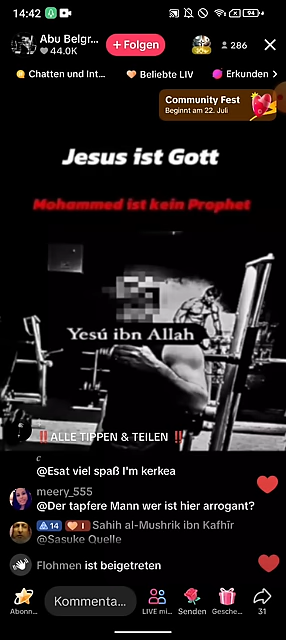 14:42
94
Abu Belgr...
44.0K
+ Folgen
286
Chatten und Int...
Beliebte LIV
Erkunden
Community Fest
Beginnt am 22. Juli
Jesus ist Gott
Mohammed ist kein Prophet
Yesú ibn Allah
‼️ALLE TIPPEN & TEILEN ‼️
@Esat viel spaß I'm kerkea
meery_555
@Der tapfere Mann wer ist hier arrogant?
14 I Sahih al-Mushrik ibn Kafhīr
@Sasuke Quelle
Flohmen ist beigetreten
Kommenta...
Abonn...
LIVE mi...
Senden
Gesche...
31